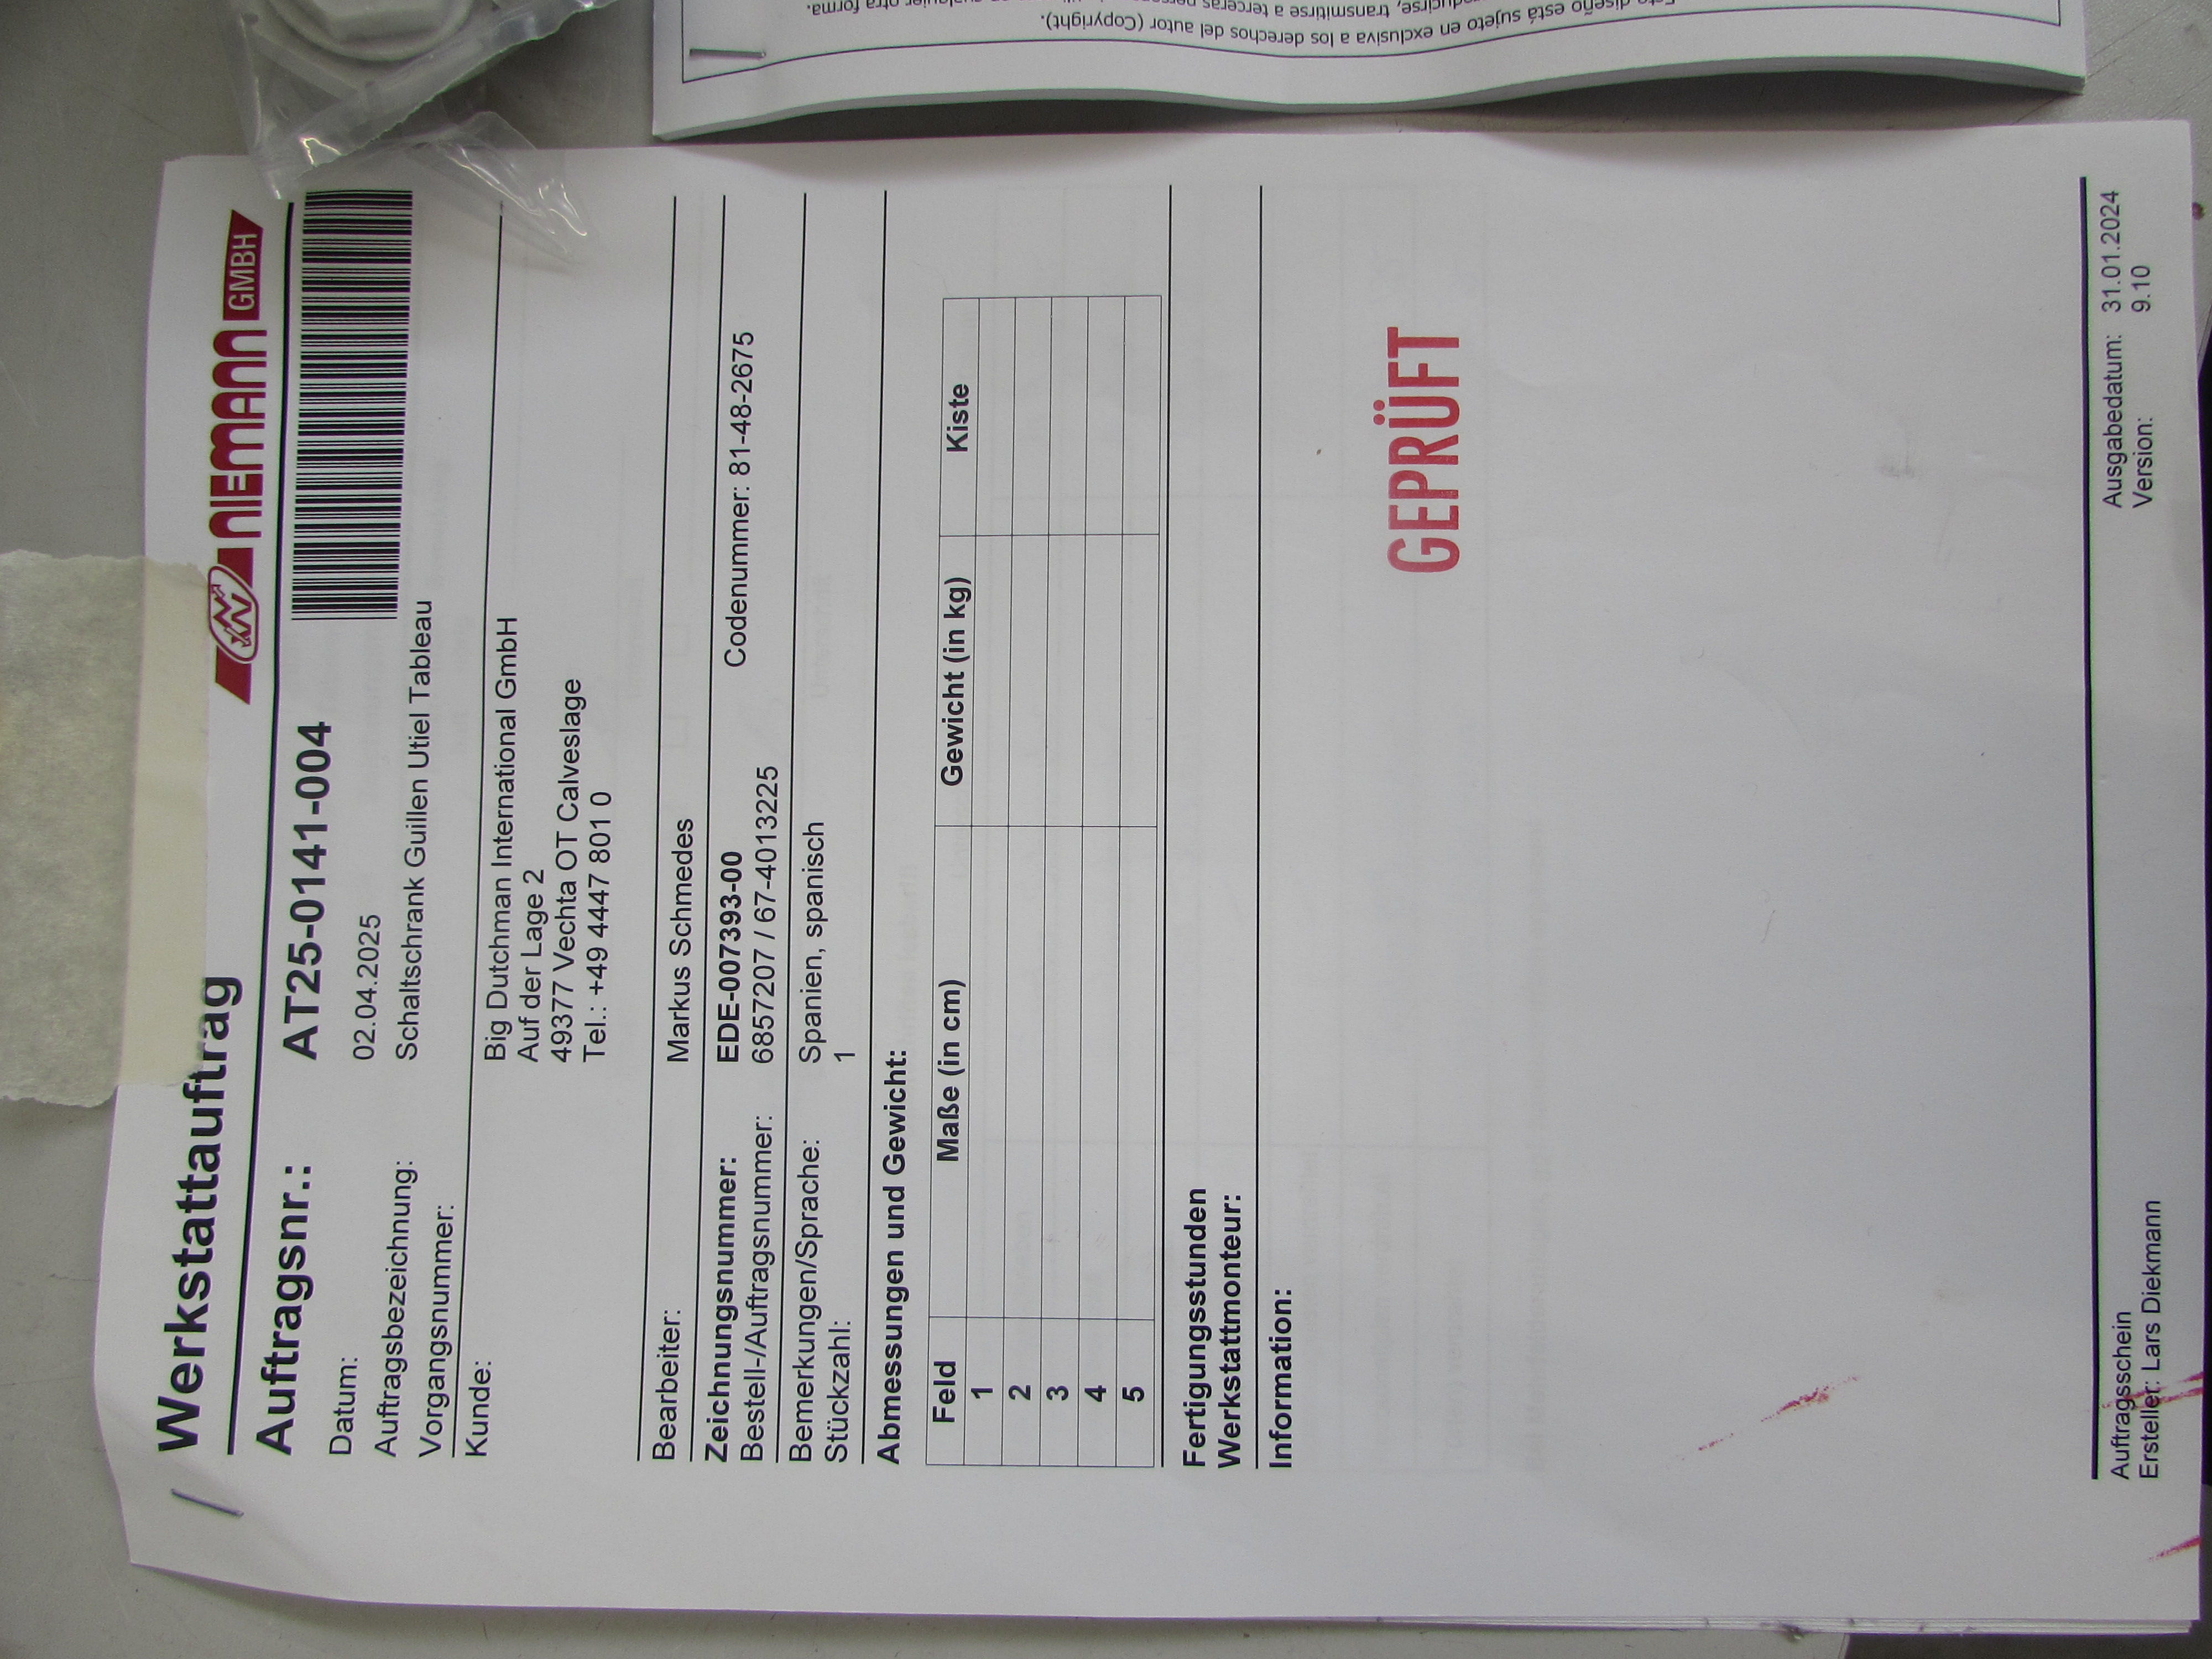 Werkstattauftrag
NIEMANN GMBH
Auftragsnr.: AT25-0141-004
Datum: 02.04.2025
Auftragsbezeichnung: Schaltschrank Guillen Utiel Tableau
Vorgangsnummer:
Kunde: Big Dutchman International GmbH
Auf der Lage 2
49377 Vechta OT Calveslage
Tel.: +49 4447 801 0
Bearbeiter: Markus Schmedes
Zeichnungsnummer: EDE-007393-00
Bestell-/Auftragsnummer: 6857207 / 67-4013225 Codenummer: 81-48-2675
Bemerkungen/Sprache: Spanien, spanisch
Stückzahl: 1
Abmessungen und Gewicht:
Feld Maße (in cm) Gewicht (in kg) Kiste
1
2
3
4
5
Fertigungsstunden
Werkstattmonteur:
Information:
GEPRÜFT
Auftragsschein Ausgabedatum: 31.01.2024
Ersteller: Lars Diekmann Version: 9.10
diseño está sujeto en exclusiva a los derechos del autor (Copyright).
transmitirse a terceras
otra forma.